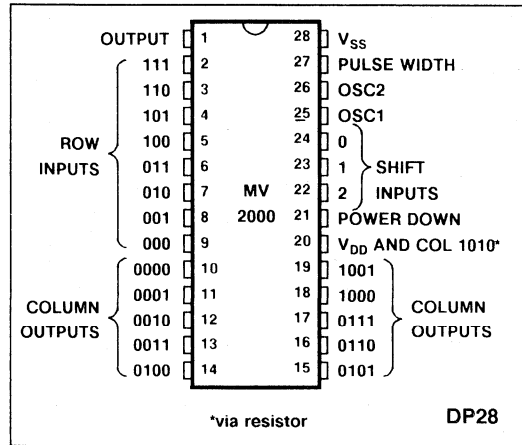 OUTPUT 1 28 VSS
111 2 27 PULSE WIDTH
110 3 26 OSC2
101 4 25 OSC1
100 5 24 0
ROW INPUTS
011 6 23 1
SHIFT INPUTS
010 7 MV 22 2
001 8 2000 21 POWER DOWN
000 9 20 VDD AND COL 1010*
0000 10 19 1001
0001 11 18 1000
COLUMN OUTPUTS
0010 12 17 0111
COLUMN OUTPUTS
0011 13 16 0110
0100 14 15 0101
*via resistor
DP28